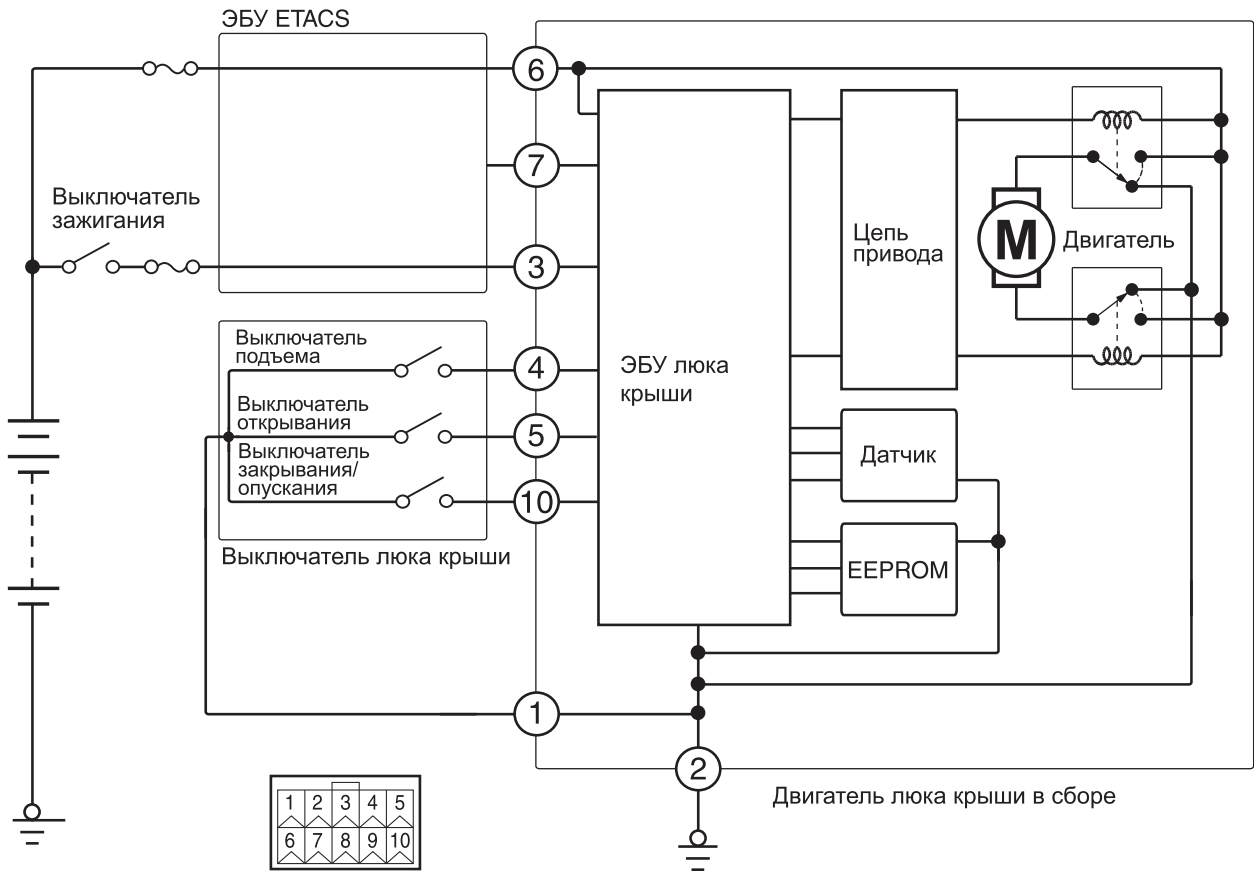 ЭБУ ETACS
6
7
Выключатель
зажигания
3
Цепь
привода
M
Двигатель
Выключатель
подъема
4
ЭБУ люка
крыши
Выключатель
открывания
5
Выключатель
закрывания/
опускания
10
Датчик
EEPROM
Выключатель люка крыши
1
2
Двигатель люка крыши в сборе
1 2 3 4 5
6 7 8 9 10